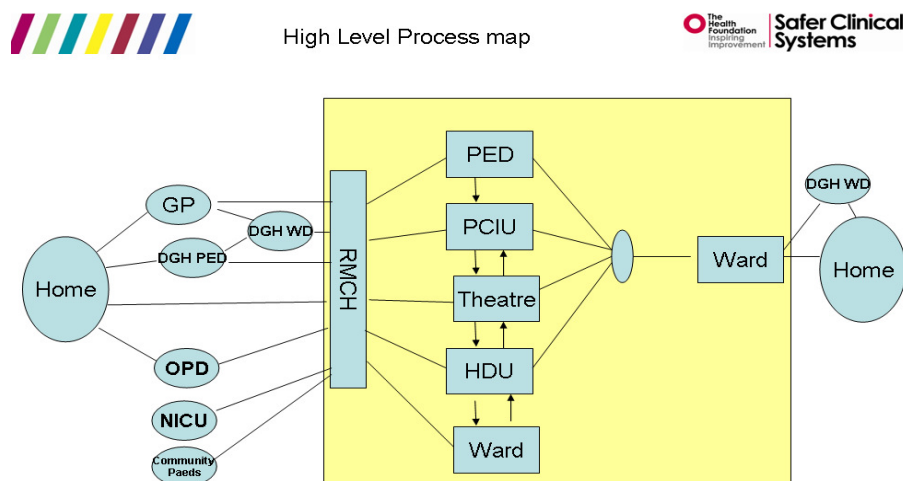 High Level Process map
The
Health
Foundation
Inspiring
Improvement
Safer Clinical
Systems
PED
DGH WD
GP
DGH WD
PCIU
DGH PED
RMCH
Ward
Home
Theatre
Home
OPD
HDU
NICU
Ward
Community
Paeds